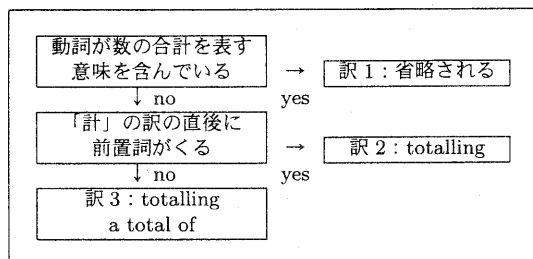 動詞が数の合計を表す
意味を含んでいる
→
訳1：省略される
↓ no
yes
「計」の訳の直後に
前置詞がくる
→
訳2：totalling
↓ no
yes
訳3：totalling
a total of